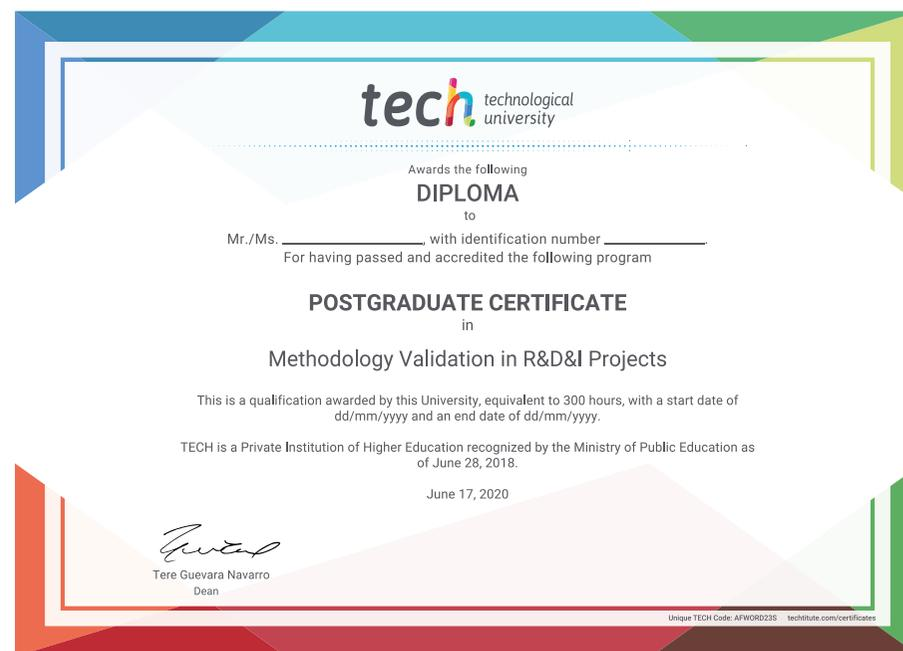 tech technological
university
Awards the following
DIPLOMA
to
Mr./Ms. ____________________, with identification number ______________.
For having passed and accredited the following program
POSTGRADUATE CERTIFICATE
in
Methodology Validation in R&D&I Projects
This is a qualification awarded by this University, equivalent to 300 hours, with a start date of
dd/mm/yyyy and an end date of dd/mm/yyyy.
TECH is a Private Institution of Higher Education recognized by the Ministry of Public Education as
of June 28, 2018.
June 17, 2020
Tere Guevara Navarro
Dean
Unique TECH Code: AFWORD23S techtitute.com/certificates